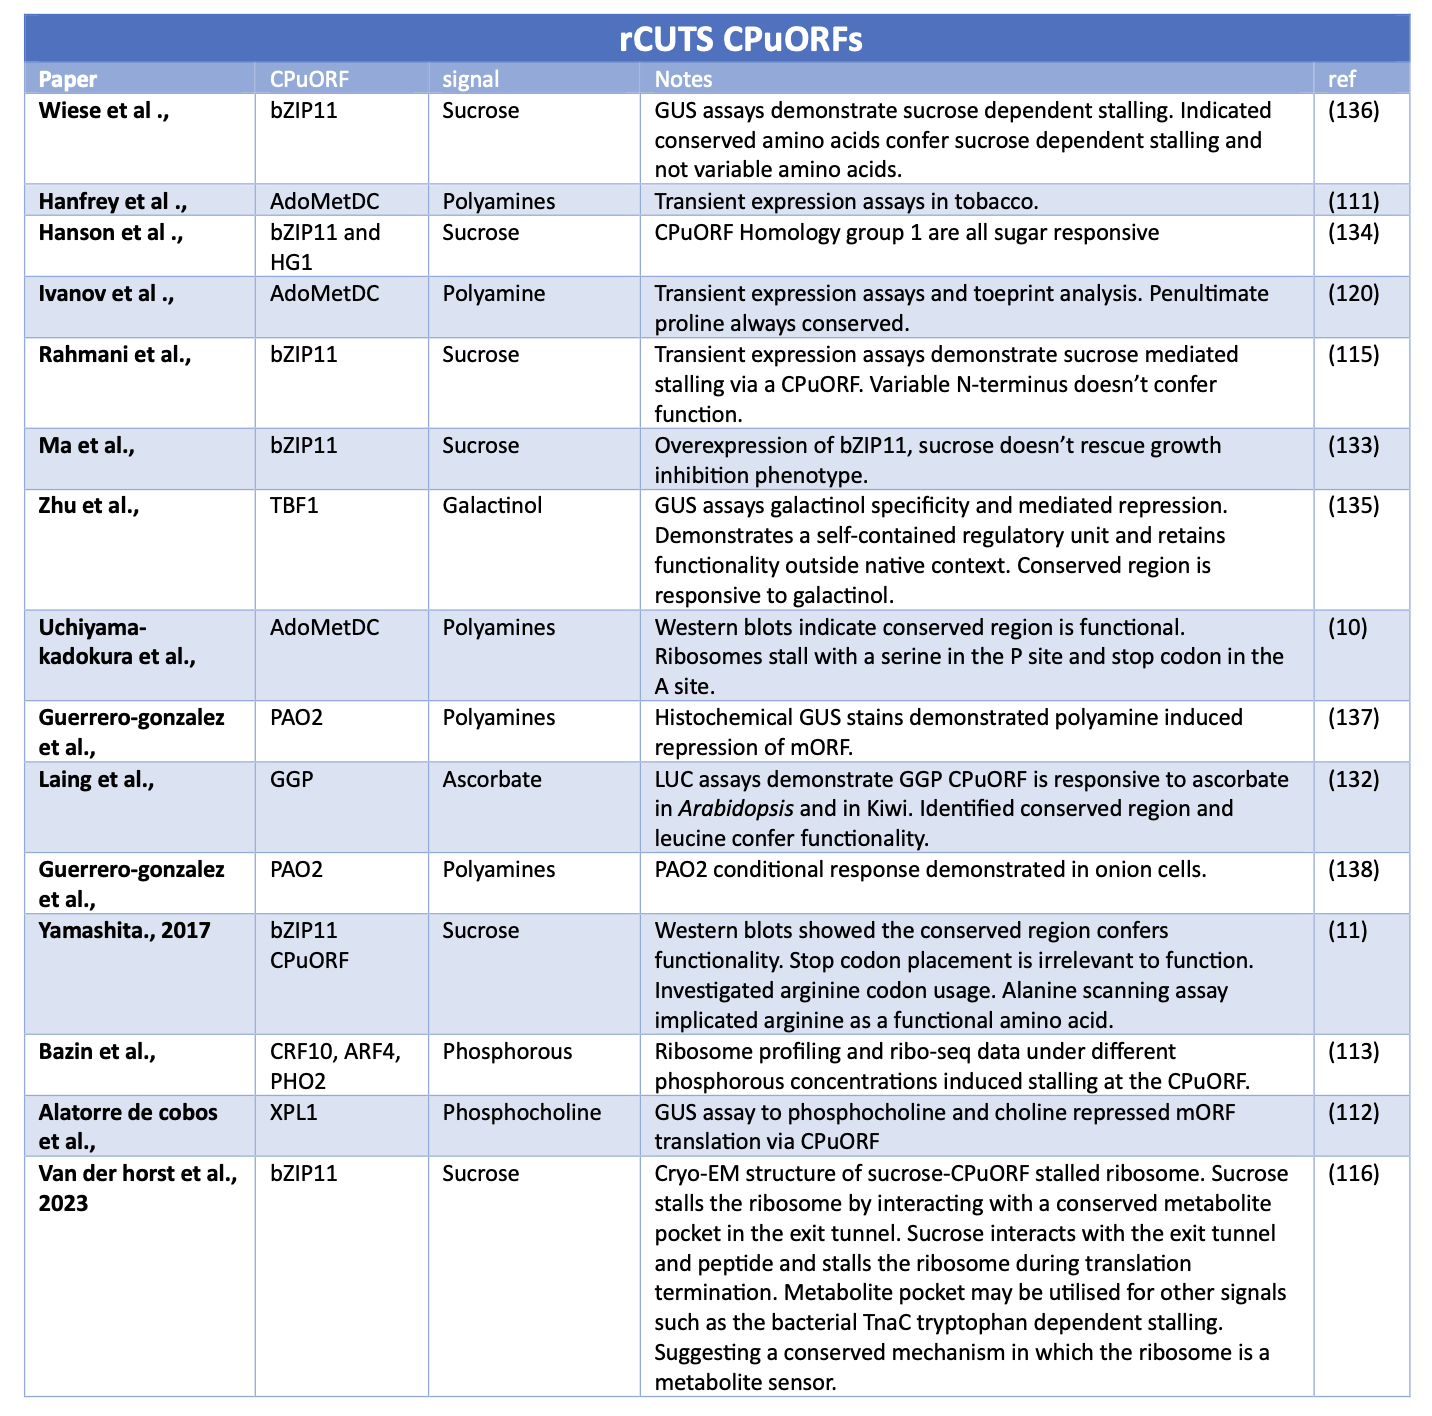 rCUTS CPuORFs
Paper CPuORF signal Notes ref
Wiese et al ., bZIP11 Sucrose GUS assays demonstrate sucrose dependent stalling. Indicated (136)
conserved amino acids confer sucrose dependent stalling and
not variable amino acids.
Hanfrey et al ., AdoMetDC Polyamines Transient expression assays in tobacco. (111)
Hanson et al ., bZIP11 and Sucrose CPuORF Homology group 1 are all sugar responsive (134)
HG1
Ivanov et al ., AdoMetDC Polyamine Transient expression assays and toeprint analysis. Penultimate (120)
proline always conserved.
Rahmani et al., bZIP11 Sucrose Transient expression assays demonstrate sucrose mediated (115)
stalling via a CPuORF. Variable N-terminus doesn’t confer
function.
Ma et al., bZIP11 Sucrose Overexpression of bZIP11, sucrose doesn’t rescue growth (133)
inhibition phenotype.
Zhu et al., TBF1 Galactinol GUS assays galactinol specificity and mediated repression. (135)
Demonstrates a self-contained regulatory unit and retains
functionality outside native context. Conserved region is
responsive to galactinol.
Uchiyama- AdoMetDC Polyamines Western blots indicate conserved region is functional. (10)
kadokura et al., Ribosomes stall with a serine in the P site and stop codon in the
A site.
Guerrero-gonzalez PAO2 Polyamines Histochemical GUS stains demonstrated polyamine induced (137)
et al., repression of mORF.
Laing et al., GGP Ascorbate LUC assays demonstrate GGP CPuORF is responsive to ascorbate (132)
in Arabidopsis and in Kiwi. Identified conserved region and
leucine confer functionality.
Guerrero-gonzalez PAO2 Polyamines PAO2 conditional response demonstrated in onion cells. (138)
et al.,
Yamashita., 2017 bZIP11 Sucrose Western blots showed the conserved region confers (11)
CPuORF functionality. Stop codon placement is irrelevant to function.
Investigated arginine codon usage. Alanine scanning assay
implicated arginine as a functional amino acid.
Bazin et al., CRF10, ARF4, Phosphorous Ribosome profiling and ribo-seq data under different (113)
PHO2 phosphorous concentrations induced stalling at the CPuORF.
Alatorre de cobos XPL1 Phosphocholine GUS assay to phosphocholine and choline repressed mORF (112)
et al., translation via CPuORF
Van der horst et al., bZIP11 Sucrose Cryo-EM structure of sucrose-CPuORF stalled ribosome. Sucrose (116)
2023 stalls the ribosome by interacting with a conserved metabolite
pocket in the exit tunnel. Sucrose interacts with the exit tunnel
and peptide and stalls the ribosome during translation
termination. Metabolite pocket may be utilised for other signals
such as the bacterial TnaC tryptophan dependent stalling.
Suggesting a conserved mechanism in which the ribosome is a
metabolite sensor.